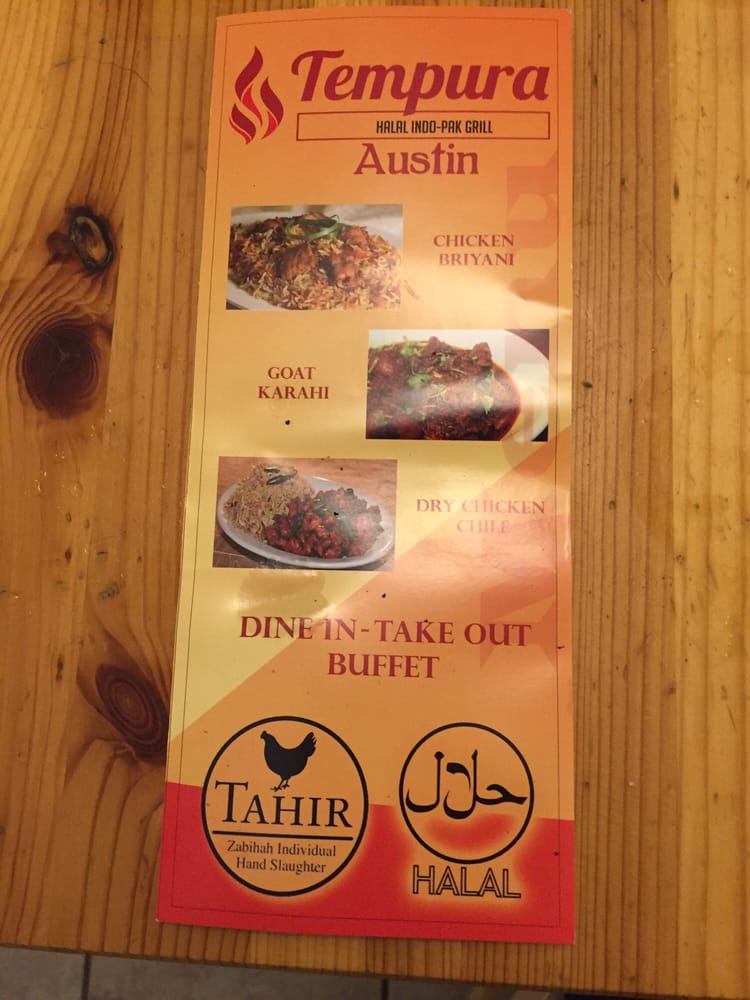 Tempura
HALAL INDO-PAK GRILL
Austin
CHICKEN
BRIYANI
GOAT
KARAHI
DRY CHICKEN
CHILE
DINE IN - TAKE OUT
BUFFET
TAHIR
Zabihah Individual
Hand Slaughter
حلال
HALAL